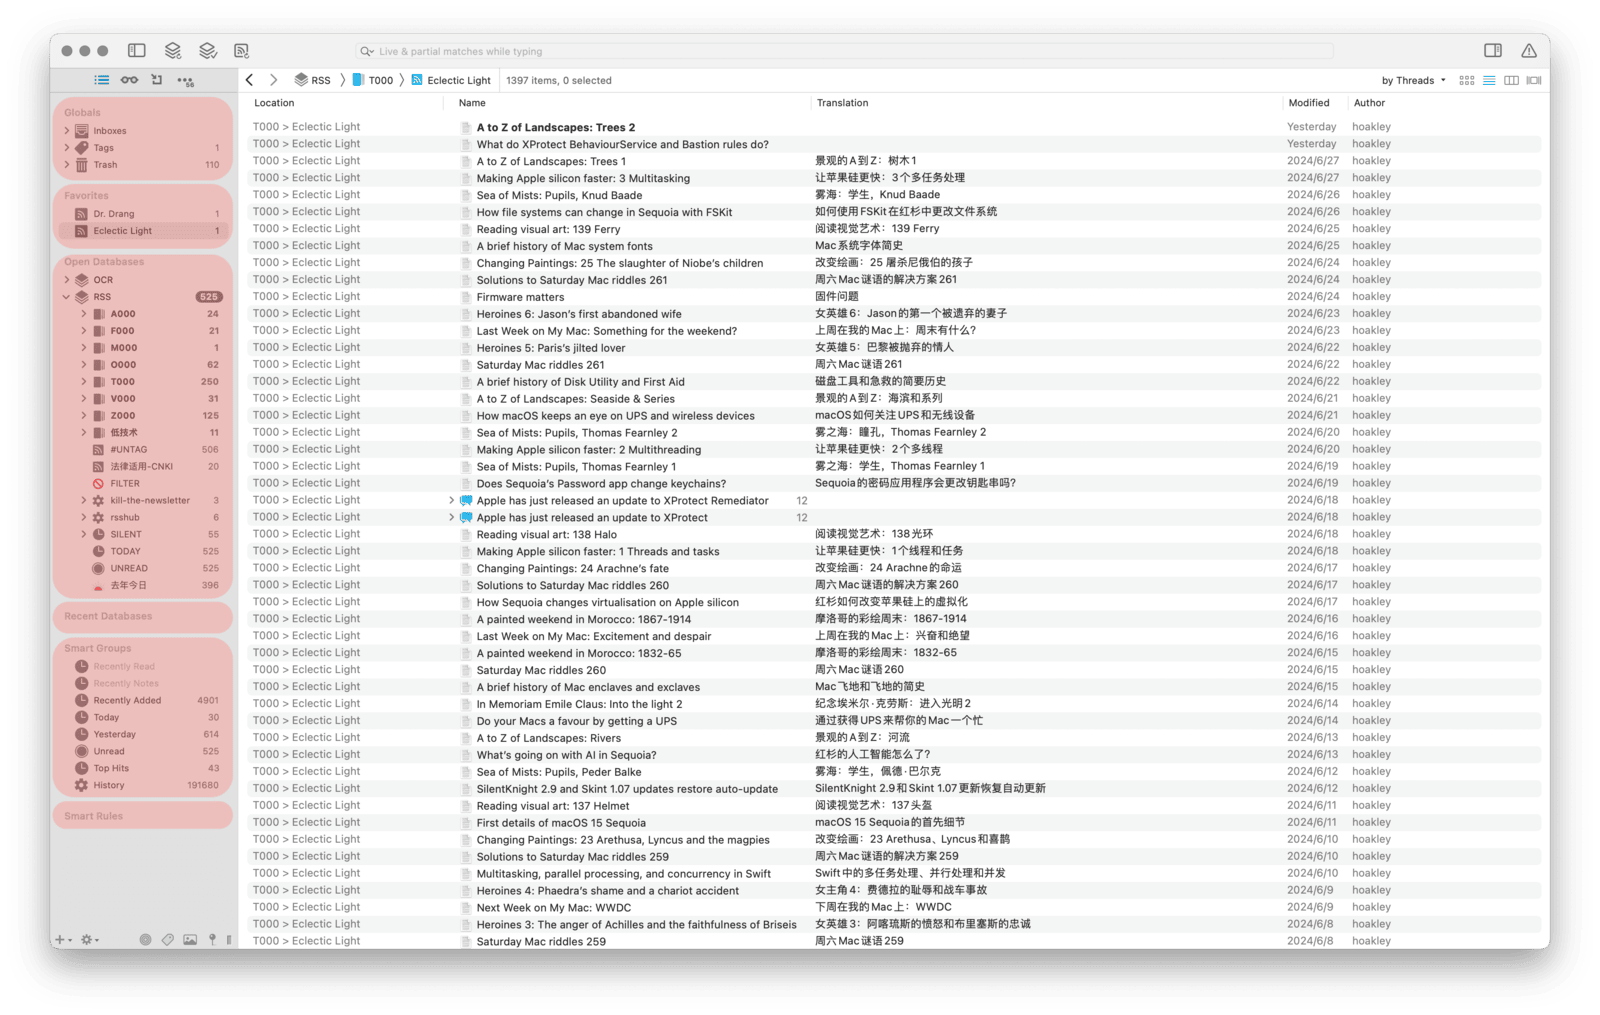 Live & partial matches while typing
56
RSS T000 Eclectic Light 1397 items, 0 selected by Threads
Globals
Inboxes
Tags 1
Trash 110
Favorites
Dr. Drang 1
Eclectic Light 1
Open Databases
OCR
RSS 525
A000 24
F000 21
M000 1
O000 62
T000 250
V000 31
Z000 125
低技术 11
#UNTAG 506
法律适用-CNKI 20
FILTER
kill-the-newsletter 3
rsshub 6
SILENT 55
TODAY 525
UNREAD 525
去年今日 396
Recent Databases
Smart Groups
Recently Read
Recently Notes
Recently Added 4901
Today 30
Yesterday 614
Unread 525
Top Hits 43
History 191680
Smart Rules
Location Name Translation Modified Author
T000 > Eclectic Light A to Z of Landscapes: Trees 2 Yesterday hoakley
T000 > Eclectic Light What do XProtect BehaviourService and Bastion rules do? Yesterday hoakley
T000 > Eclectic Light A to Z of Landscapes: Trees 1 景观的A到Z：树木1 2024/6/27 hoakley
T000 > Eclectic Light Making Apple silicon faster: 3 Multitasking 让苹果硅更快：3个多任务处理 2024/6/27 hoakley
T000 > Eclectic Light Sea of Mists: Pupils, Knud Baade 雾海：学生，Knud Baade 2024/6/26 hoakley
T000 > Eclectic Light How file systems can change in Sequoia with FSKit 如何使用FSKit在红杉中更改文件系统 2024/6/26 hoakley
T000 > Eclectic Light Reading visual art: 139 Ferry 阅读视觉艺术：139 Ferry 2024/6/25 hoakley
T000 > Eclectic Light A brief history of Mac system fonts Mac系统字体简史 2024/6/25 hoakley
T000 > Eclectic Light Changing Paintings: 25 The slaughter of Niobe's children 改变绘画：25 屠杀尼俄伯的孩子 2024/6/24 hoakley
T000 > Eclectic Light Solutions to Saturday Mac riddles 261 周六Mac谜语的解决方案261 2024/6/24 hoakley
T000 > Eclectic Light Firmware matters 固件问题 2024/6/24 hoakley
T000 > Eclectic Light Heroines 6: Jason's first abandoned wife 女英雄6：Jason的第一个被遗弃的妻子 2024/6/23 hoakley
T000 > Eclectic Light Last Week on My Mac: Something for the weekend? 上周在我的Mac上：周末有什么? 2024/6/23 hoakley
T000 > Eclectic Light Heroines 5: Paris's jilted lover 女英雄5：巴黎被抛弃的情人 2024/6/22 hoakley
T000 > Eclectic Light Saturday Mac riddles 261 周六Mac谜语261 2024/6/22 hoakley
T000 > Eclectic Light A brief history of Disk Utility and First Aid 磁盘工具和急救的简要历史 2024/6/22 hoakley
T000 > Eclectic Light A to Z of Landscapes: Seaside & Series 景观的A到Z：海滨和系列 2024/6/21 hoakley
T000 > Eclectic Light How macOS keeps an eye on UPS and wireless devices macOS如何关注UPS和无线设备 2024/6/21 hoakley
T000 > Eclectic Light Sea of Mists: Pupils, Thomas Fearnley 2 雾之海：瞳孔，Thomas Fearnley 2 2024/6/20 hoakley
T000 > Eclectic Light Making Apple silicon faster: 2 Multithreading 让苹果硅更快：2个多线程 2024/6/20 hoakley
T000 > Eclectic Light Sea of Mists: Pupils, Thomas Fearnley 1 雾之海：学生，Thomas Fearnley 1 2024/6/19 hoakley
T000 > Eclectic Light Does Sequoia's Password app change keychains? Sequoia的密码应用程序会更改钥匙串吗? 2024/6/19 hoakley
T000 > Eclectic Light Apple has just released an update to XProtect Remediator 12 2024/6/18 hoakley
T000 > Eclectic Light Apple has just released an update to XProtect 12 2024/6/18 hoakley
T000 > Eclectic Light Reading visual art: 138 Halo 阅读视觉艺术：138光环 2024/6/18 hoakley
T000 > Eclectic Light Making Apple silicon faster: 1 Threads and tasks 让苹果硅更快：1个线程和任务 2024/6/18 hoakley
T000 > Eclectic Light Changing Paintings: 24 Arachne's fate 改变绘画：24 Arachne的命运 2024/6/17 hoakley
T000 > Eclectic Light Solutions to Saturday Mac riddles 260 周六Mac谜语的解决方案260 2024/6/17 hoakley
T000 > Eclectic Light How Sequoia changes virtualisation on Apple silicon 红杉如何改变苹果硅上的虚拟化 2024/6/17 hoakley
T000 > Eclectic Light A painted weekend in Morocco: 1867-1914 摩洛哥的彩绘周末：1867-1914 2024/6/16 hoakley
T000 > Eclectic Light Last Week on My Mac: Excitement and despair 上周在我的Mac上：兴奋和绝望 2024/6/16 hoakley
T000 > Eclectic Light A painted weekend in Morocco: 1832-65 摩洛哥的彩绘周末：1832-65 2024/6/15 hoakley
T000 > Eclectic Light Saturday Mac riddles 260 周六Mac谜语260 2024/6/15 hoakley
T000 > Eclectic Light A brief history of Mac enclaves and exclaves Mac飞地和飞地的简史 2024/6/15 hoakley
T000 > Eclectic Light In Memoriam Emile Claus: Into the light 2 纪念埃米尔·克劳斯：进入光明2 2024/6/14 hoakley
T000 > Eclectic Light Do your Macs a favour by getting a UPS 通过获得UPS来帮你的Mac一个忙 2024/6/14 hoakley
T000 > Eclectic Light A to Z of Landscapes: Rivers 景观的A到Z：河流 2024/6/13 hoakley
T000 > Eclectic Light What's going on with AI in Sequoia? 红杉的人工智能怎么了? 2024/6/13 hoakley
T000 > Eclectic Light Sea of Mists: Pupils, Peder Balke 雾海：学生，佩德·巴尔克 2024/6/12 hoakley
T000 > Eclectic Light SilentKnight 2.9 and Skint 1.07 updates restore auto-update SilentKnight 2.9和Skint 1.07更新恢复自动更新 2024/6/12 hoakley
T000 > Eclectic Light Reading visual art: 137 Helmet 阅读视觉艺术：137头盔 2024/6/11 hoakley
T000 > Eclectic Light First details of macOS 15 Sequoia macOS 15 Sequoia的首先细节 2024/6/11 hoakley
T000 > Eclectic Light Changing Paintings: 23 Arethusa, Lyncus and the magpies 改变绘画：23 Arethusa、Lyncus和喜鹊 2024/6/10 hoakley
T000 > Eclectic Light Solutions to Saturday Mac riddles 259 周六Mac谜语的解决方案259 2024/6/10 hoakley
T000 > Eclectic Light Multitasking, parallel processing, and concurrency in Swift Swift中的多任务处理、并行处理和并发 2024/6/10 hoakley
T000 > Eclectic Light Heroines 4: Phaedra's shame and a chariot accident 女主角4：费德拉的耻辱和战车事故 2024/6/9 hoakley
T000 > Eclectic Light Next Week on My Mac: WWDC 下周在我的Mac上：WWDC 2024/6/9 hoakley
T000 > Eclectic Light Heroines 3: The anger of Achilles and the faithfulness of Briseis 女英雄3：阿喀琉斯的愤怒和布里塞斯的忠诚 2024/6/8 hoakley
T000 > Eclectic Light Saturday Mac riddles 259 周六Mac谜语259 2024/6/8 hoakley